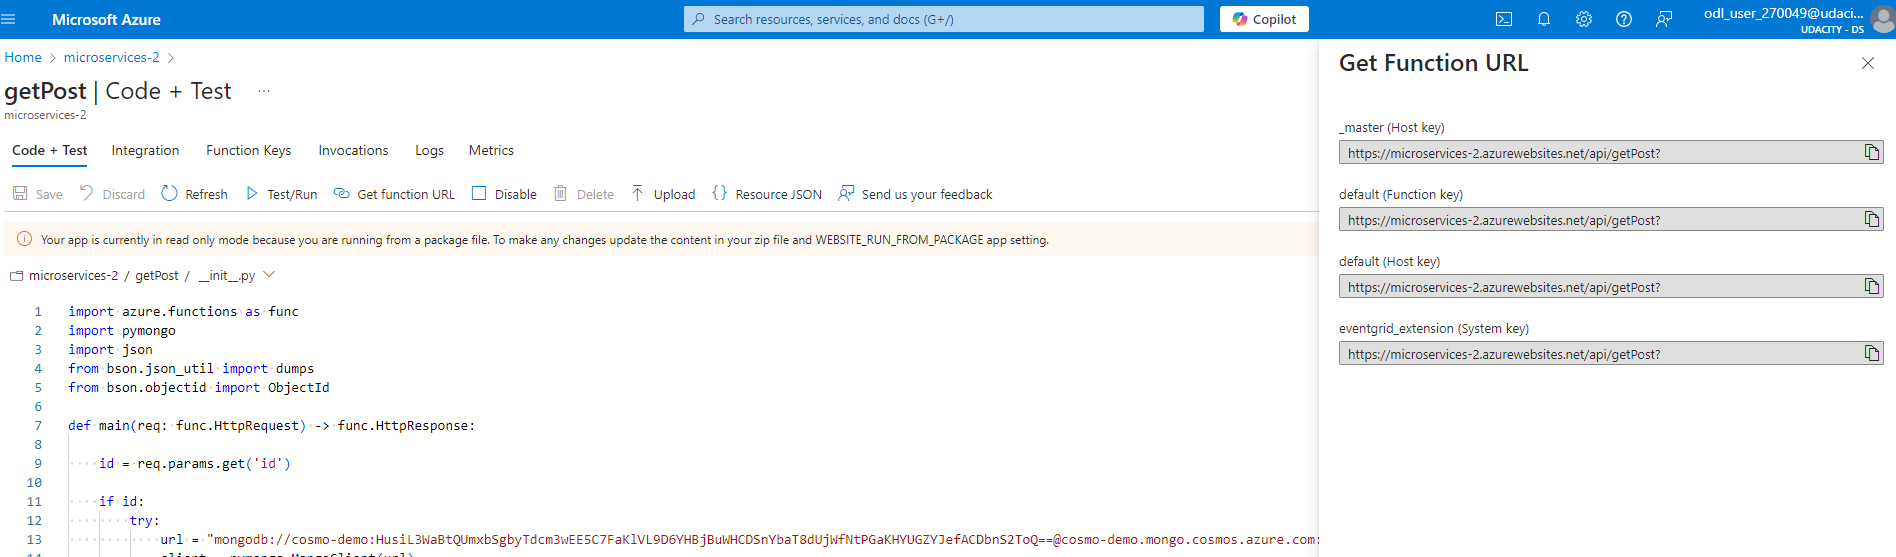 Microsoft Azure
Search resources, services, and docs (G+/)
Copilot
odl_user_270049@udaci...
UDACITY - DS
Home > microservices-2 >
getPost | Code + Test ...
microservices-2
Code + Test Integration Function Keys Invocations Logs Metrics
Save Discard Refresh Test/Run Get function URL Disable Delete Upload Resource JSON Send us your feedback
Your app is currently in read only mode because you are running from a package file. To make any changes update the content in your zip file and WEBSITE_RUN_FROM_PACKAGE app setting.
microservices-2 / getPost / __init__.py
1 import azure.functions as func
2 import pymongo
3 import json
4 from bson.json_util import dumps
5 from bson.objectid import ObjectId
6
7 def main(req: func.HttpRequest) -> func.HttpResponse:
8
9 id = req.params.get('id')
10
11 if id:
12 try:
13 url = "mongodb://cosmo-demo:HusiL3WaBtQUmxbSgbyTdcm3wEE5C7FaKlVL9D6YHBjBuWHCDSnYbaT8dUjWfNtPGaKHYUGZYJefACDbnS2ToQ==@cosmo-demo.mongo.cosmos.azure.com:
Get Function URL
_master (Host key)
https://microservices-2.azurewebsites.net/api/getPost?
default (Function key)
https://microservices-2.azurewebsites.net/api/getPost?
default (Host key)
https://microservices-2.azurewebsites.net/api/getPost?
eventgrid_extension (System key)
https://microservices-2.azurewebsites.net/api/getPost?